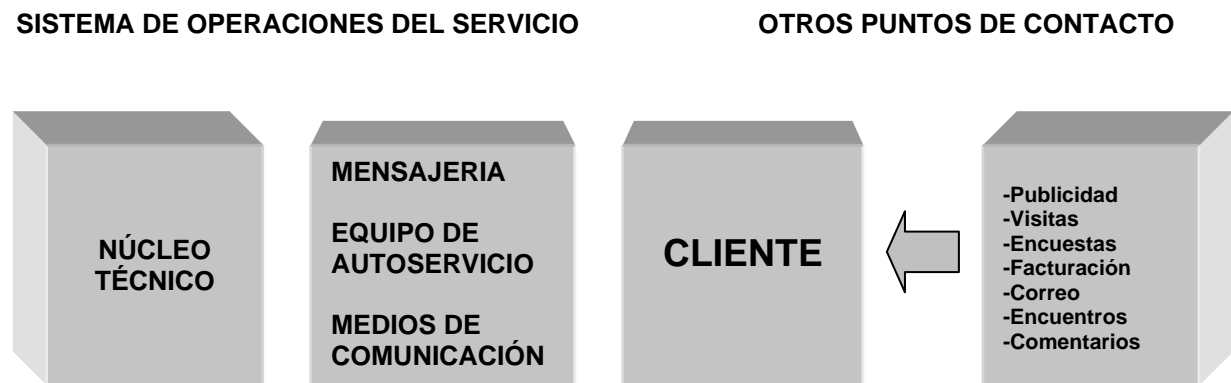 SISTEMA DE OPERACIONES DEL SERVICIO
OTROS PUNTOS DE CONTACTO
NÚCLEO
TÉCNICO
MENSAJERIA
EQUIPO DE
AUTOSERVICIO
MEDIOS DE
COMUNICACIÓN
CLIENTE
-Publicidad
-Visitas
-Encuestas
-Facturación
-Correo
-Encuentros
-Comentarios